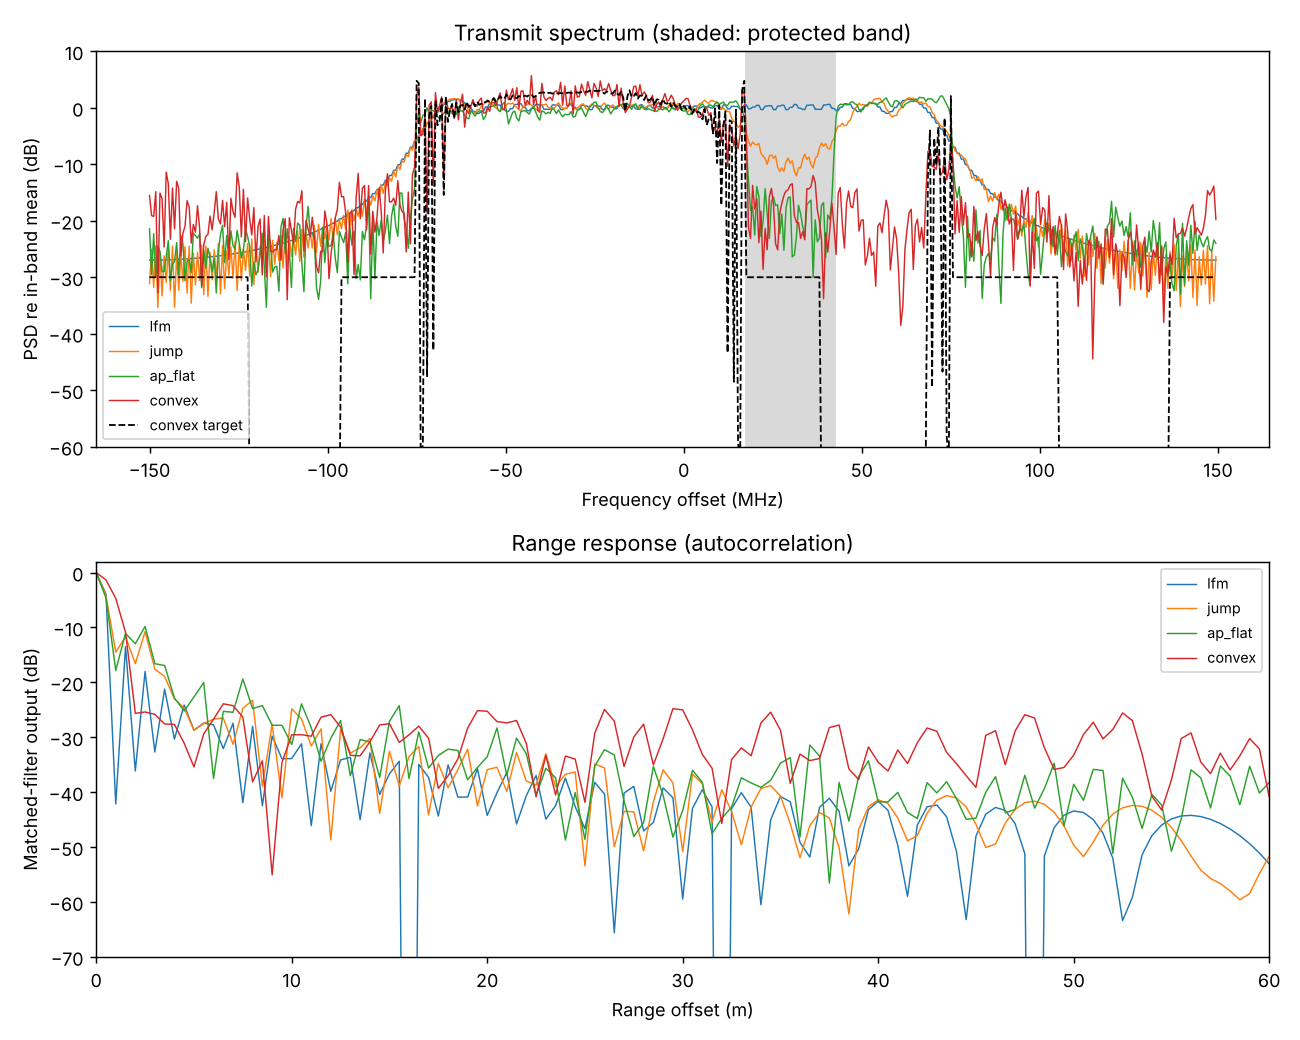 Transmit spectrum (shaded: protected band)
PSD re in-band mean (dB)
10
0
−10
−20
−30
−40
−50
−60
lfm
jump
ap_flat
convex
convex target
−150
−100
−50
0
50
100
150
Frequency offset (MHz)
Range response (autocorrelation)
Matched-filter output (dB)
0
−10
−20
−30
−40
−50
−60
−70
lfm
jump
ap_flat
convex
0
10
20
30
40
50
60
Range offset (m)